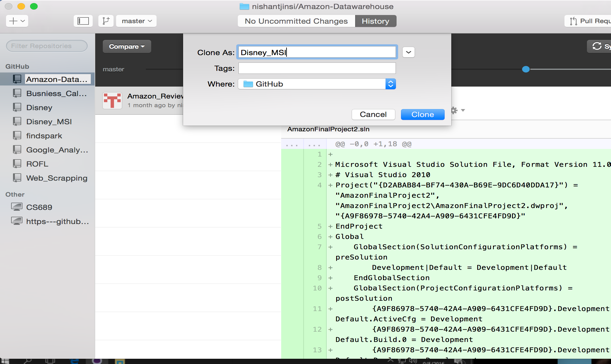 nishantjinsi/Amazon-Datawarehouse
master
No Uncommitted Changes
History
Pull Requ
Filter Repositories
Compare
Clone As: Disney_MSI
Tags:
Where: GitHub
Cancel
Clone
Sy
master
GitHub
Amazon-Data...
Busniess_Cal...
Disney
Disney_MSI
findspark
Google_Analy...
ROFL
Web_Scrapping
Other
CS689
https---github...
Amazon_Review
1 month ago by ni
AmazonFinalProject2.sln
... ... @@ -0,0 +1,18 @@
1 +
2 +Microsoft Visual Studio Solution File, Format Version 11.0
3 +# Visual Studio 2010
4 +Project("{D2ABAB84-BF74-430A-B69E-9DC6D40DDA17}") =
"AmazonFinalProject2",
"AmazonFinalProject2\AmazonFinalProject2.dwproj",
"{A9F86978-5740-42A4-A909-6431CFE4FD9D}"
5 +EndProject
6 +Global
7 + GlobalSection(SolutionConfigurationPlatforms) =
preSolution
8 + Development|Default = Development|Default
9 + EndGlobalSection
10 + GlobalSection(ProjectConfigurationPlatforms) =
postSolution
11 + {A9F86978-5740-42A4-A909-6431CFE4FD9D}.Development
Default.ActiveCfg = Development
12 + {A9F86978-5740-42A4-A909-6431CFE4FD9D}.Development
Default.Build.0 = Development
13 + {A9F86978-5740-42A4-A909-6431CFE4FD9D}.Development